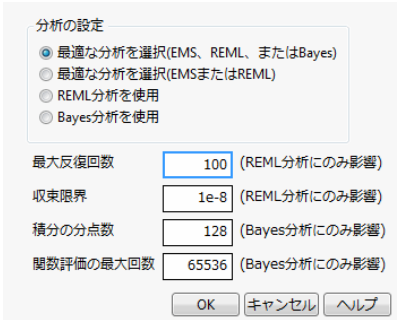 分析の設定
最適な分析を選択(EMS、REML、またはBayes)
最適な分析を選択(EMSまたはREML)
REML分析を使用
Bayes分析を使用
最大反復回数 100 (REML分析にのみ影響)
収束限界 1e-8 (REML分析にのみ影響)
積分の分点数 128 (Bayes分析にのみ影響)
関数評価の最大回数 65536 (Bayes分析にのみ影響)
OK キャンセル ヘルプ